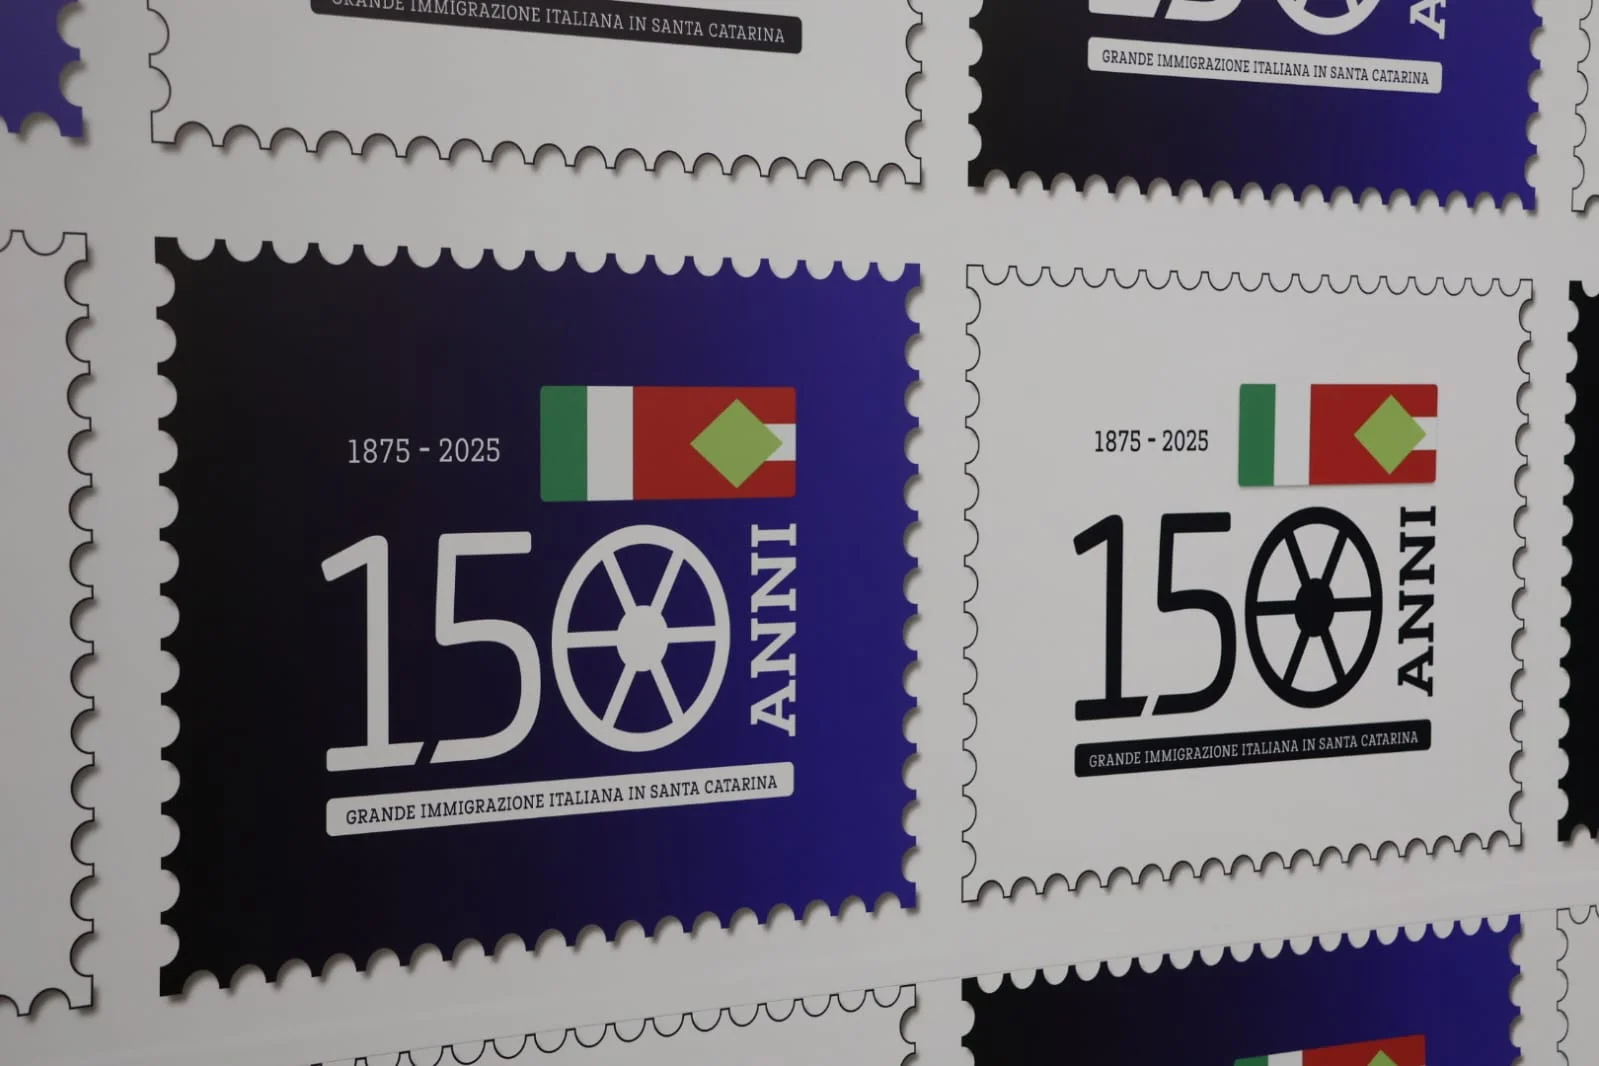 GRANDE IMMIGRAZIONE ITALIANA IN SANTA CATARINA
150
A
GRANDE IMMIGRAZIONE ITALIANA IN SANTA CATARINA
1875 - 2025
150
ANNI
GRANDE IMMIGRAZIONE ITALIANA IN SANTA CATARINA
1875 - 2025
150
ANNI
GRANDE IMMIGRAZIONE ITALIANA IN SANTA CATARINA